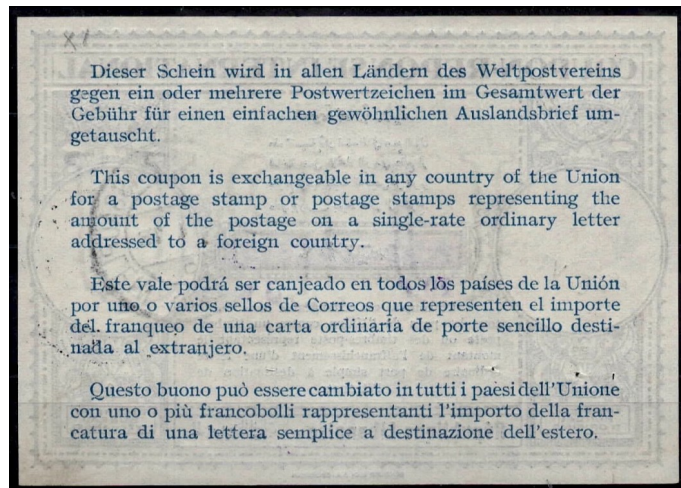 Dieser Schein wird in allen Ländern des Weltpostvereins
gegen ein oder mehrere Postwertzeichen im Gesamtwert der
Gebühr für einen einfachen gewöhnlichen Auslandsbrief um-
getauscht.
This coupon is exchangeable in any country of the Union
for a postage stamp or postage stamps representing the
amount of the postage on a single-rate ordinary letter
addressed to a foreign country.
Este vale podrá ser canjeado en todos los países de la Unión
por uno o varios sellos de Correos que representen el importe
del franqueo de una carta ordinaria de porte sencillo desti-
nada al extranjero.
Questo buono può essere cambiato in tutti i paesi dell'Unione
con uno o più francobolli rappresentanti l'importo della fran-
catura di una lettera semplice a destinazione dell'estero.